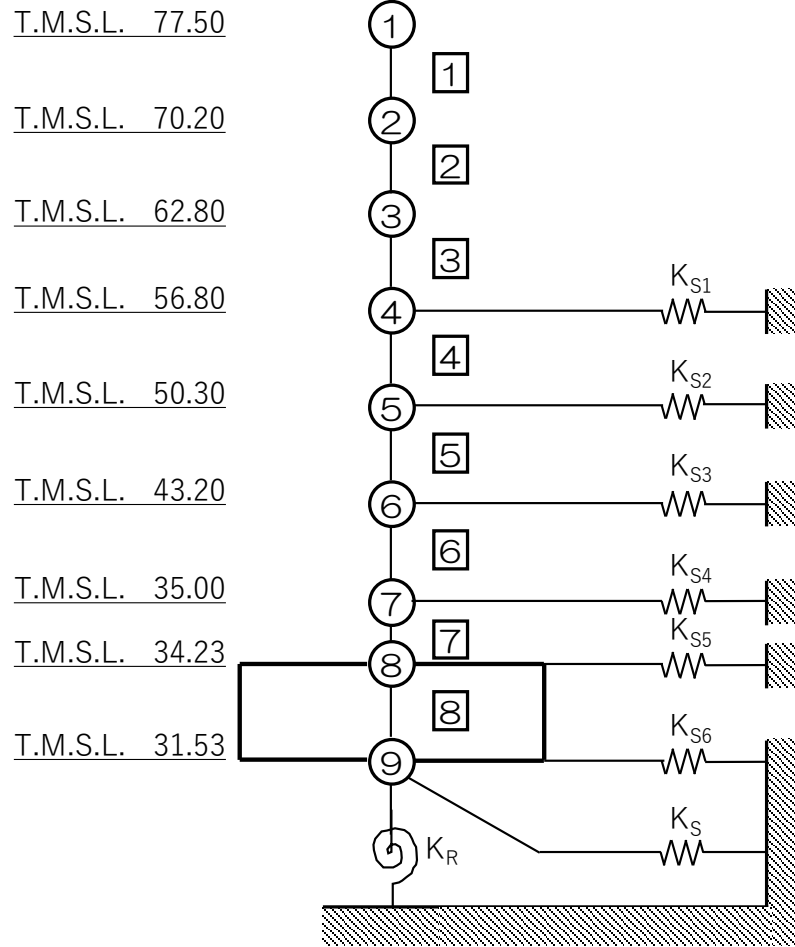 T.M.S.L. 77.50 ①
1
T.M.S.L. 70.20 ②
2
T.M.S.L. 62.80 ③
3
K_S1
T.M.S.L. 56.80 ④
4
K_S2
T.M.S.L. 50.30 ⑤
5
K_S3
T.M.S.L. 43.20 ⑥
6
K_S4
T.M.S.L. 35.00 ⑦
7 K_S5
T.M.S.L. 34.23 ⑧
8
K_S6
T.M.S.L. 31.53 ⑨
K_S
K_R